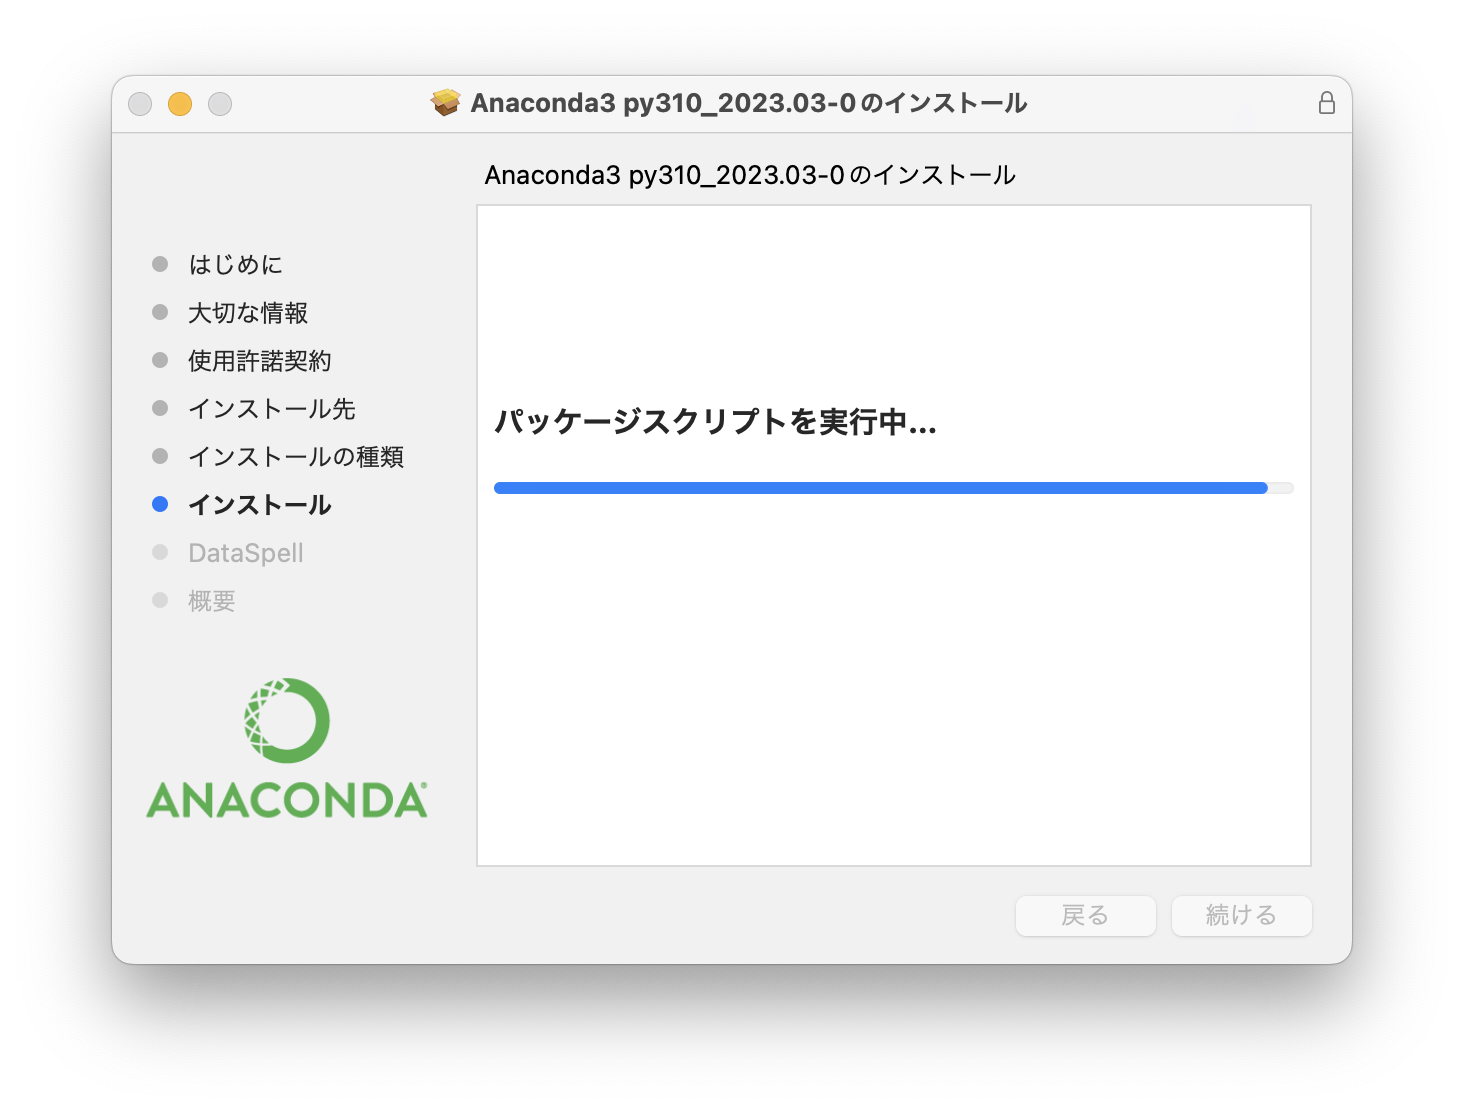 Anaconda3 py310_2023.03-0のインストール
Anaconda3 py310_2023.03-0のインストール
はじめに
大切な情報
使用許諾契約
インストール先
インストールの種類
インストール
DataSpell
概要
パッケージスクリプトを実行中...
ANACONDA®
戻る
続ける